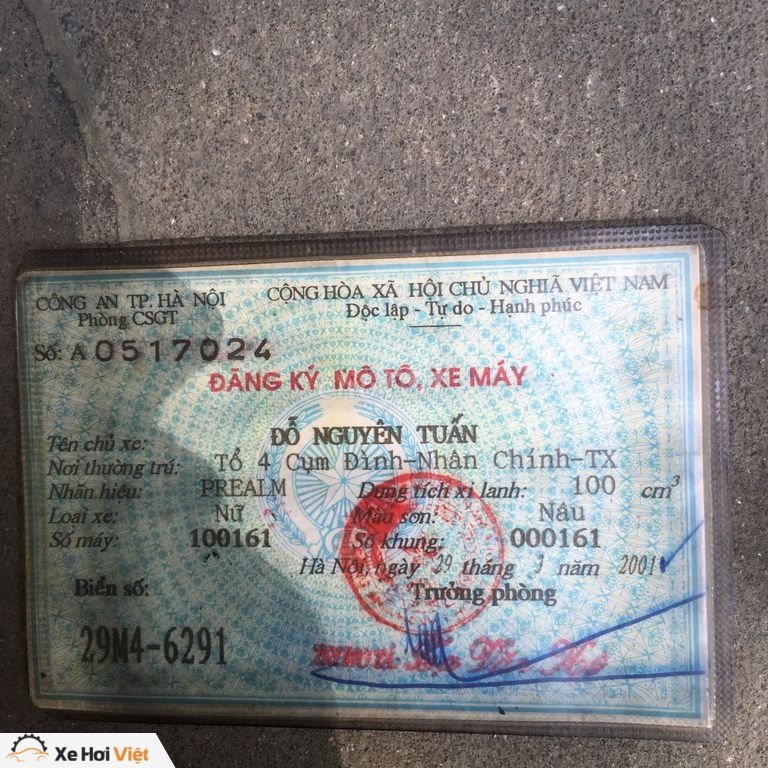 CÔNG AN TP. HÀ NỘI
Phòng CSGT
CỘNG HÒA XÃ HỘI CHỦ NGHĨA VIỆT NAM
Độc lập - Tự do - Hạnh phúc
Số: A 0517024
ĐĂNG KÝ MÔ TÔ, XE MÁY
Tên chủ xe: ĐỖ NGUYÊN TUẤN
Nơi thường trú: Tổ 4 Cụm Đình-Nhân Chính-TX
Nhãn hiệu: PREALM Dung tích xi lanh: 100 cm³
Loại xe: Nữ Màu sơn: Nâu
Số máy: 100161 Số khung: 000161
Hà Nội, ngày 29 tháng 3 năm 2001
Biển số: Trưởng phòng
29M4-6291
Xe Hơi Việt